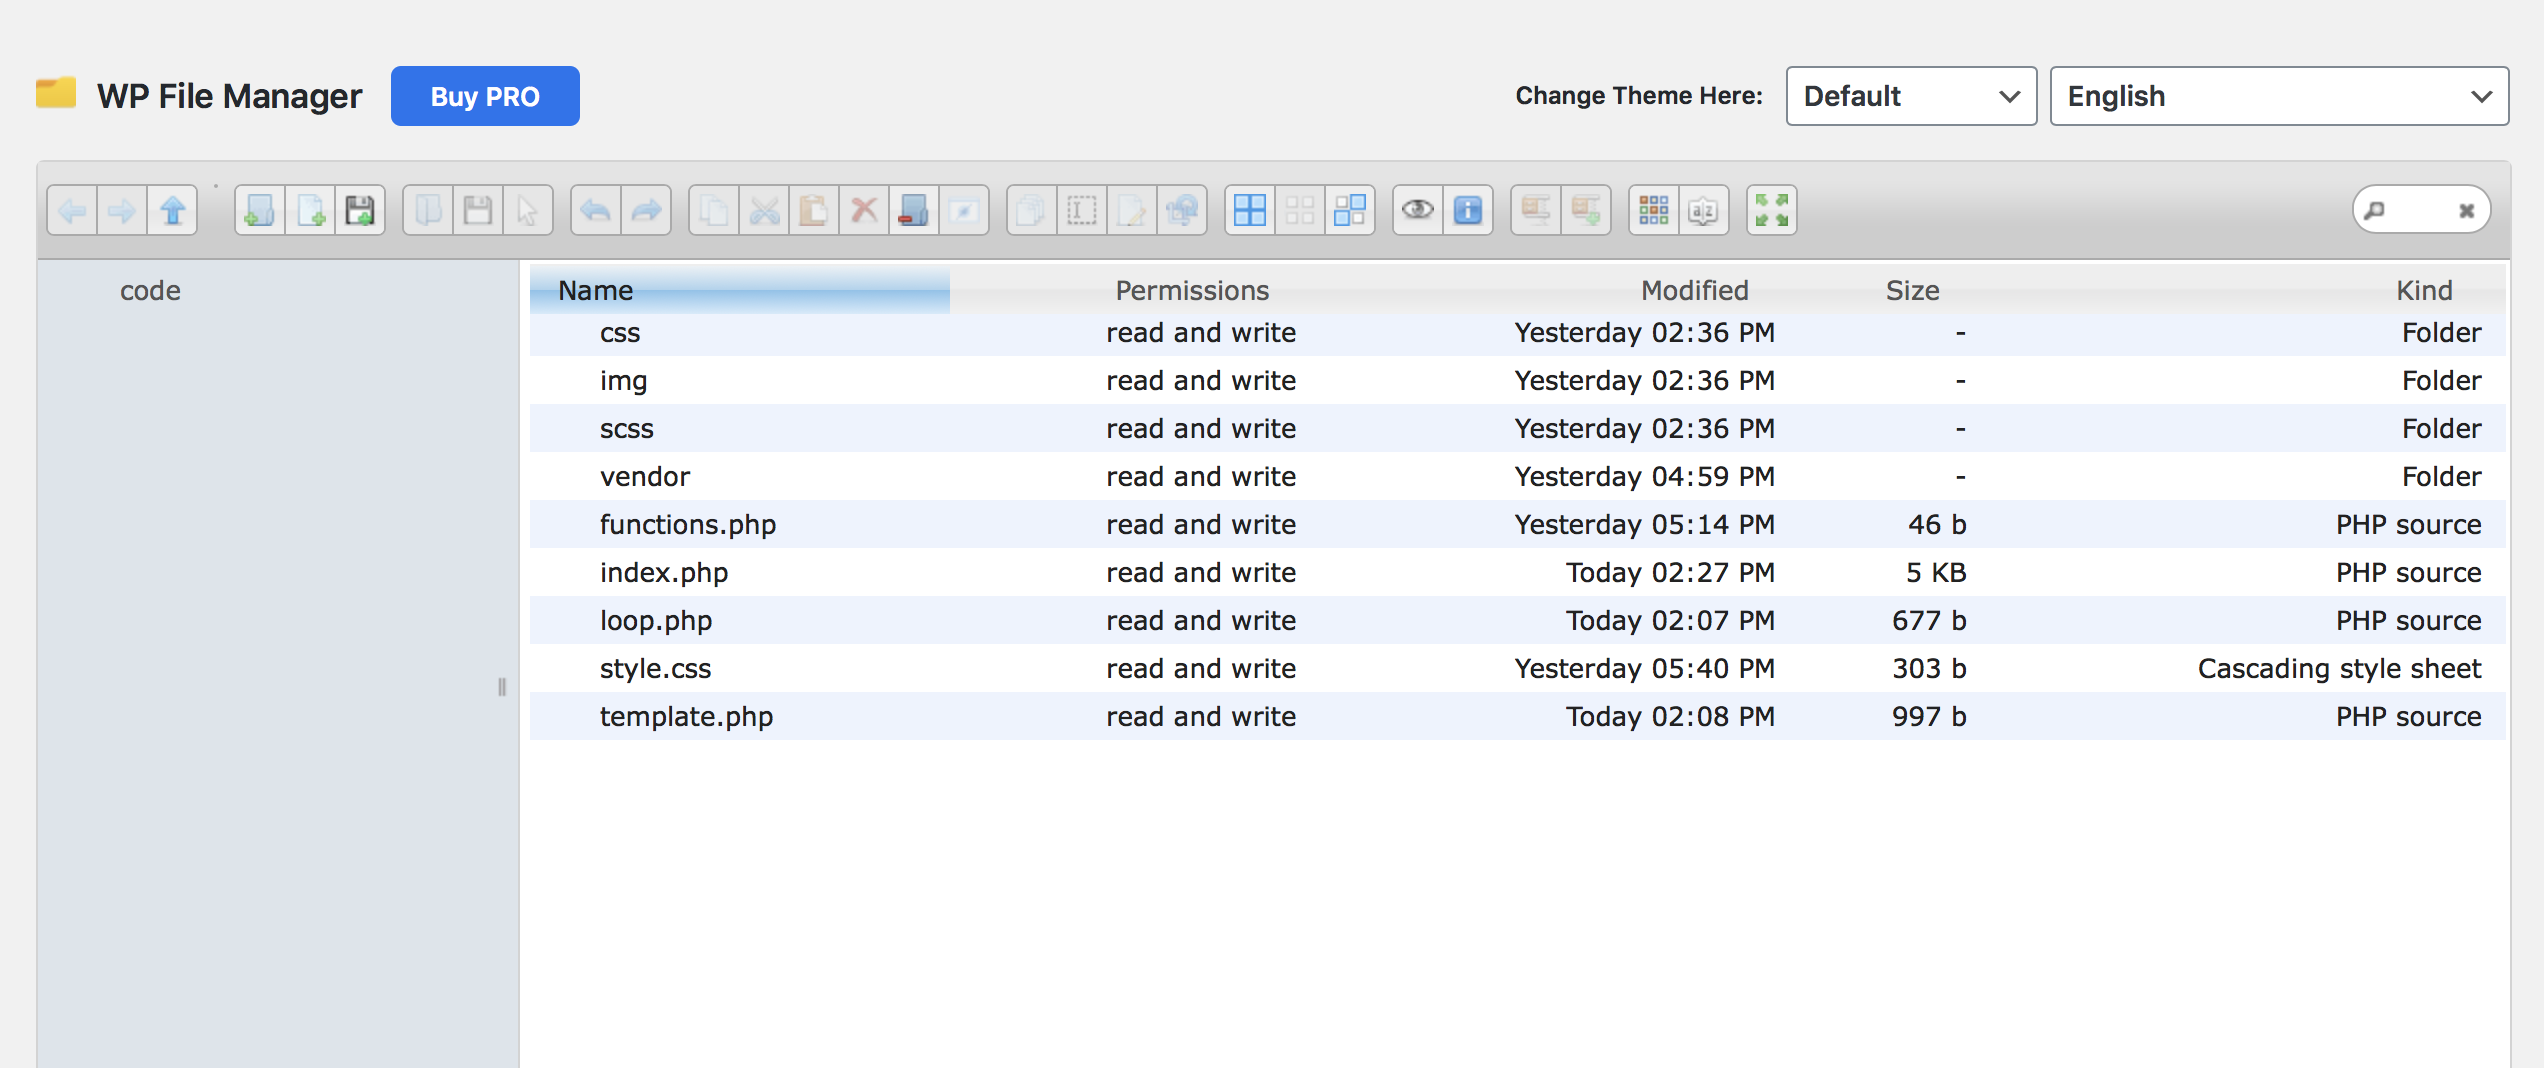 WP File Manager Buy PRO Change Theme Here: Default English
code
Name Permissions Modified Size Kind
css read and write Yesterday 02:36 PM - Folder
img read and write Yesterday 02:36 PM - Folder
scss read and write Yesterday 02:36 PM - Folder
vendor read and write Yesterday 04:59 PM - Folder
functions.php read and write Yesterday 05:14 PM 46 b PHP source
index.php read and write Today 02:27 PM 5 KB PHP source
loop.php read and write Today 02:07 PM 677 b PHP source
style.css read and write Yesterday 05:40 PM 303 b Cascading style sheet
template.php read and write Today 02:08 PM 997 b PHP source